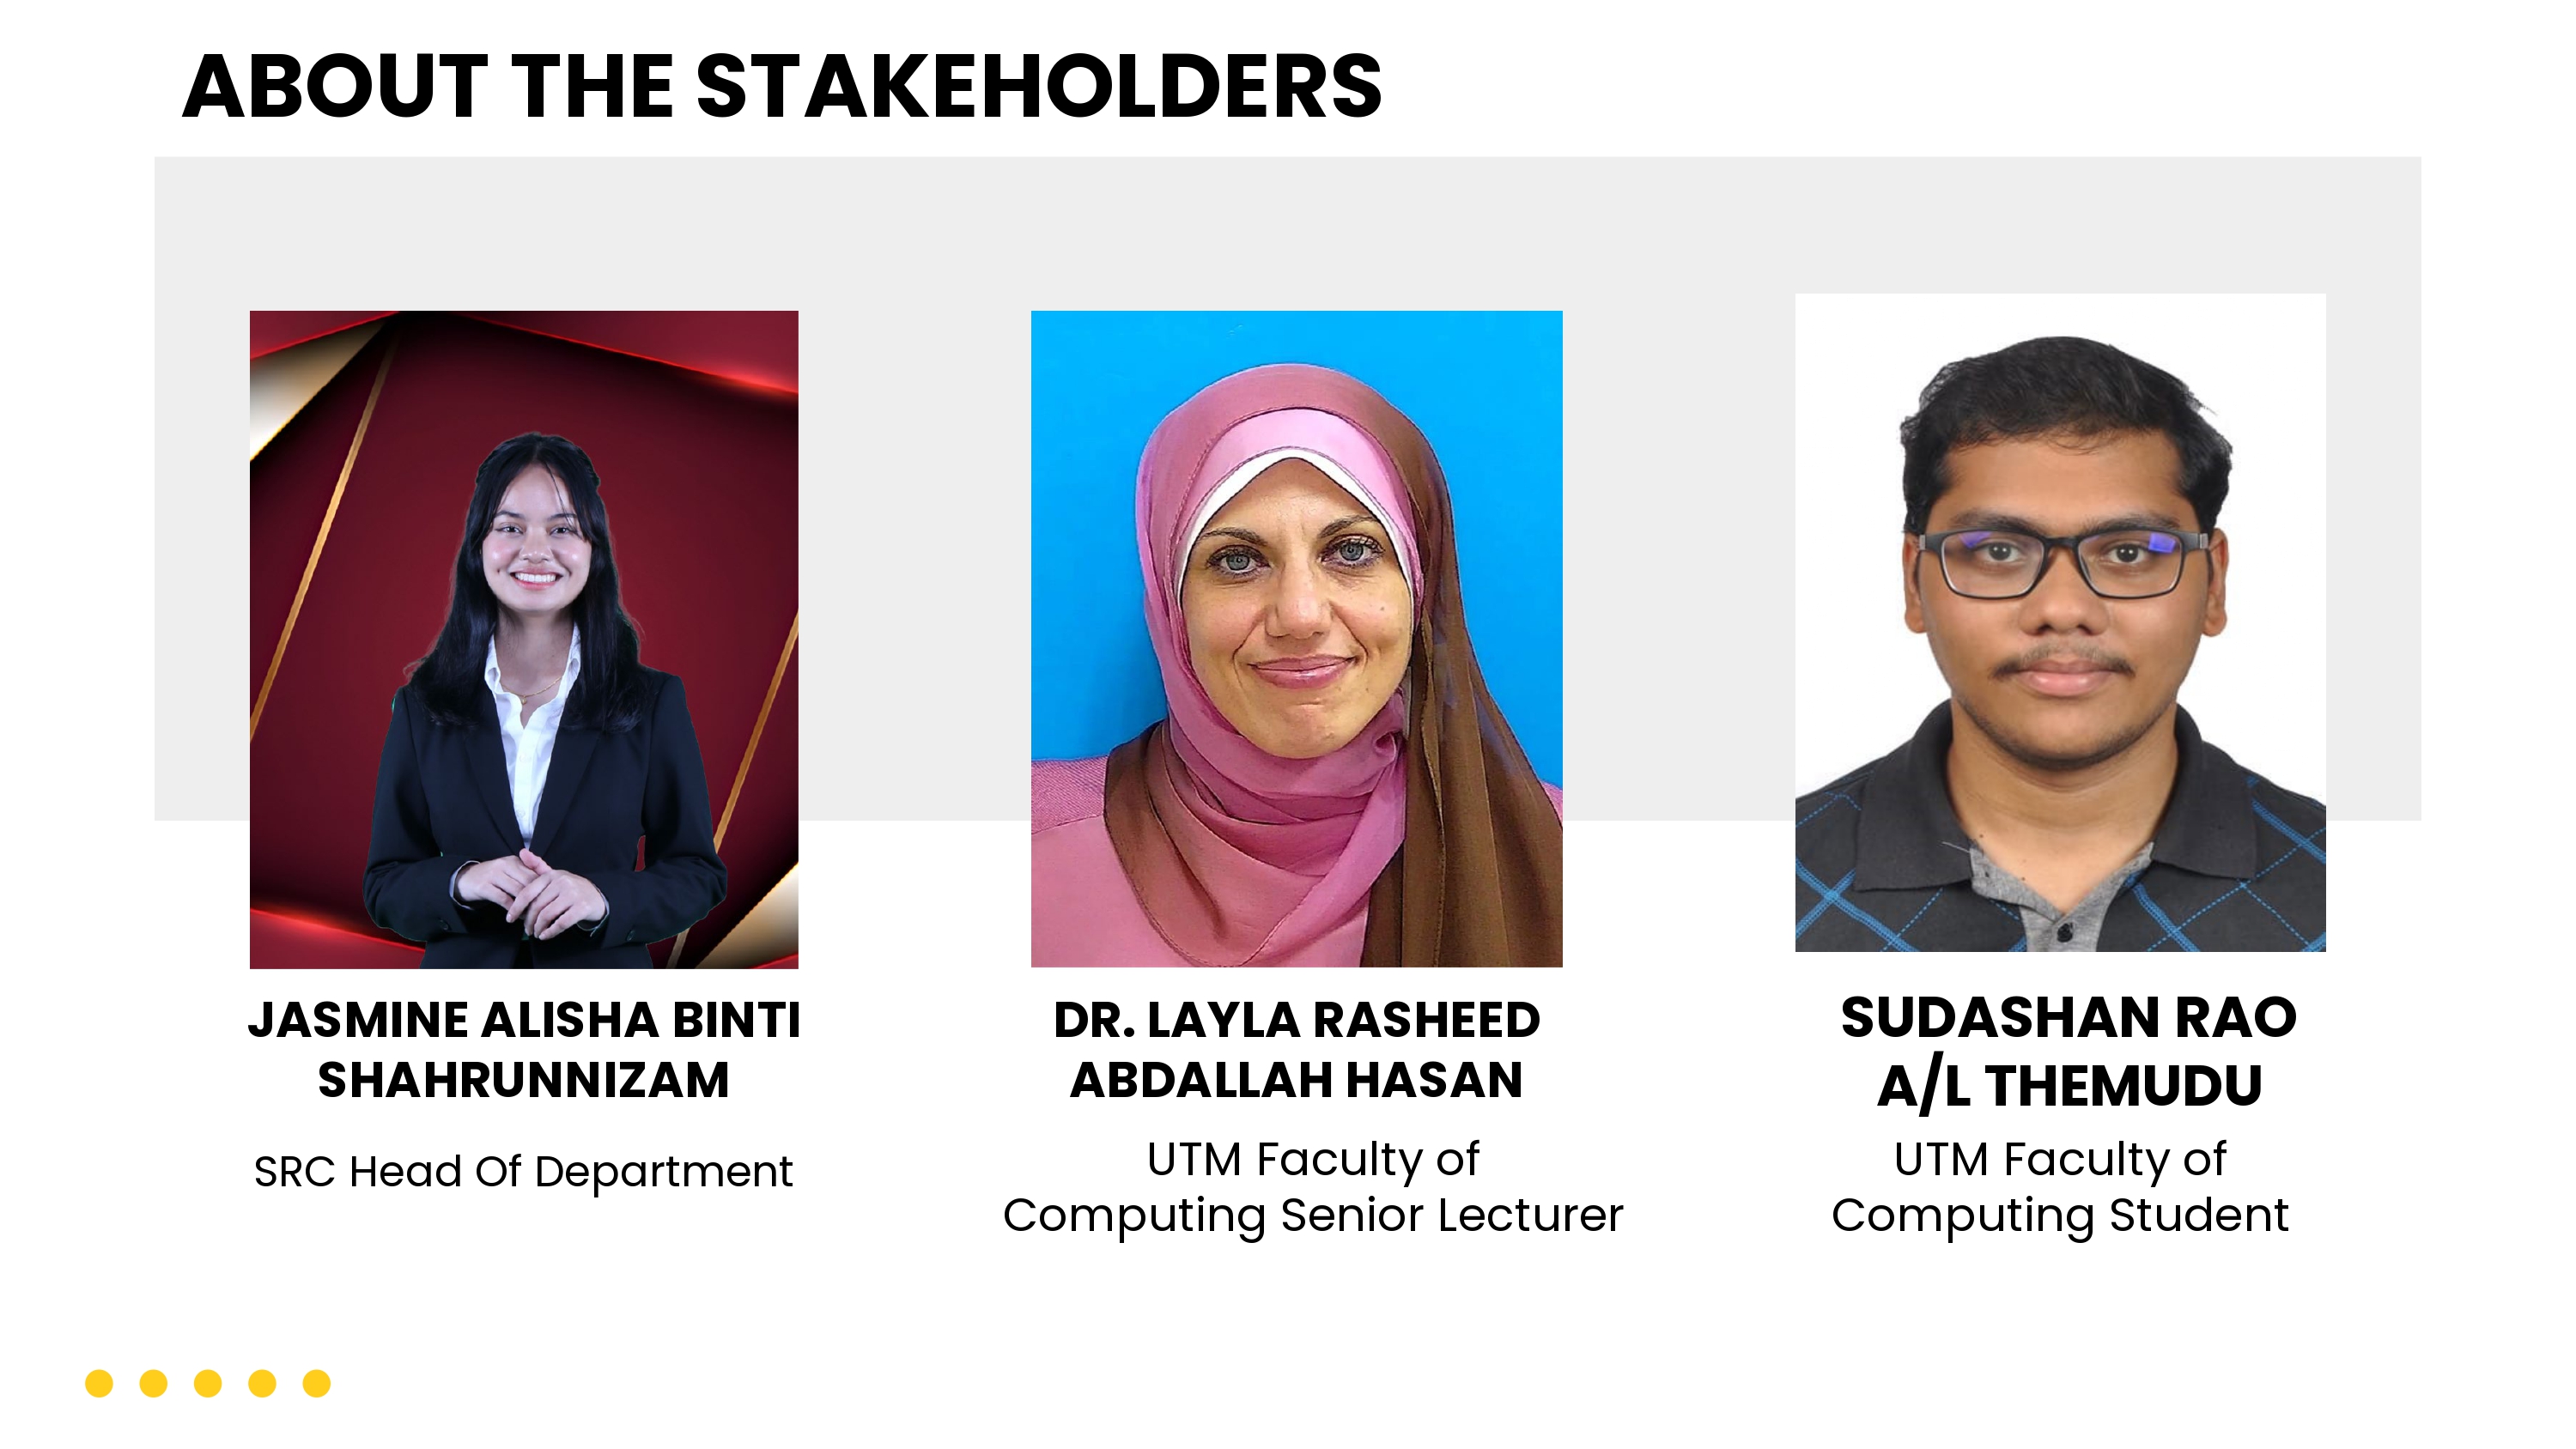 ABOUT THE STAKEHOLDERS
JASMINE ALISHA BINTI
SHAHRUNNIZAM
SRC Head Of Department
DR. LAYLA RASHEED
ABDALLAH HASAN
UTM Faculty of
Computing Senior Lecturer
SUDASHAN RAO
A/L THEMUDU
UTM Faculty of
Computing Student